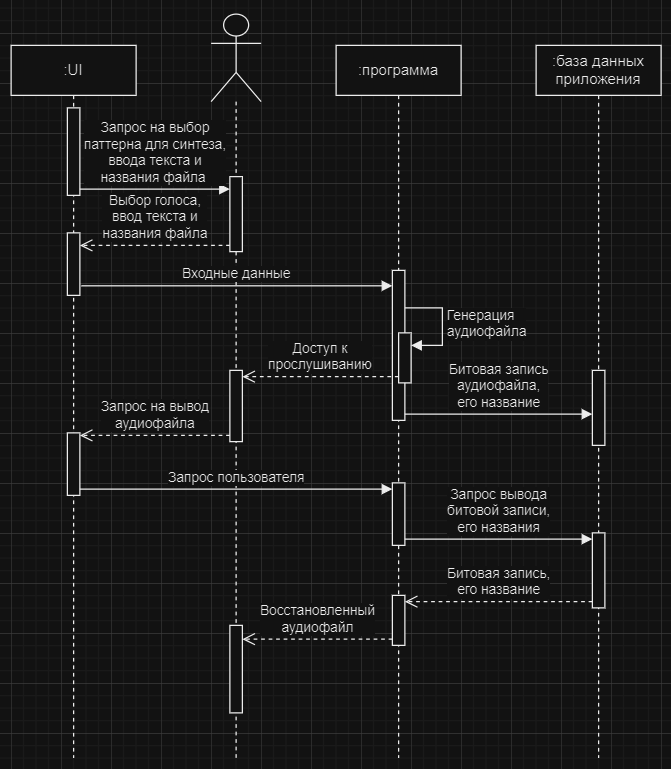 :UI
:программа
:база данных
приложения
Запрос на выбор
паттерна для синтеза,
ввода текста и
названия файла
Выбор голоса,
ввод текста и
названия файла
Входные данные
Генерация
аудиофайла
Доступ к
прослушиванию
Битовая запись
аудиофайла,
его название
Запрос на вывод
аудиофайла
Запрос пользователя
Запрос вывода
битовой записи,
его названия
Битовая запись,
его название
Восстановленный
аудиофайл